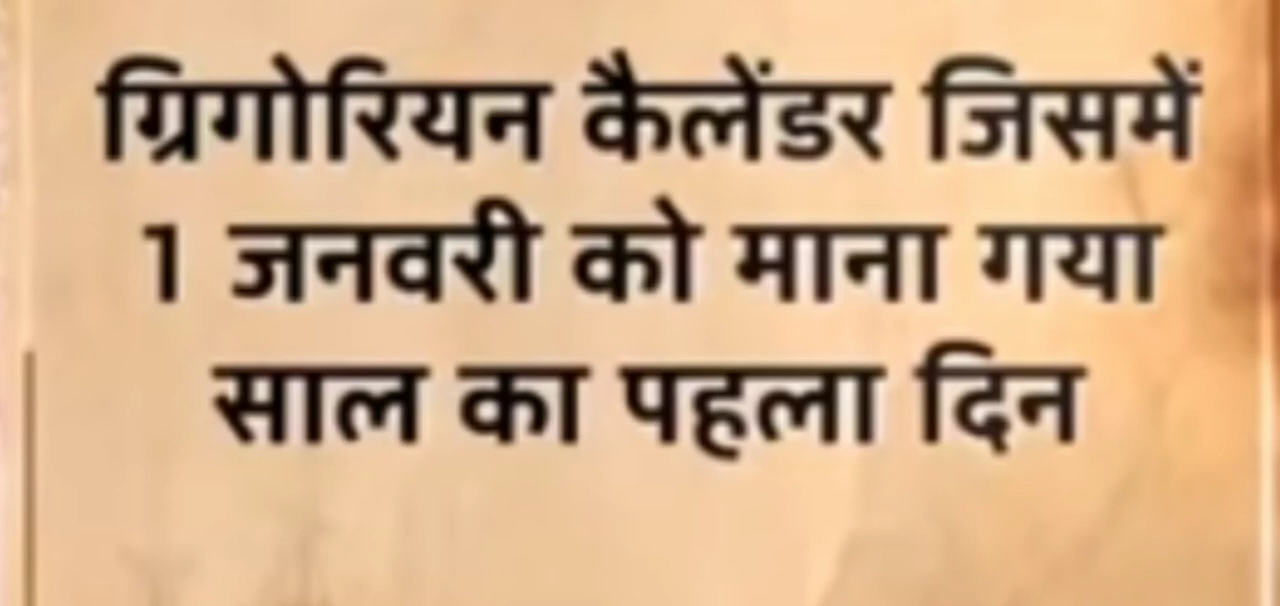 ग्रिगोरियन कैलेंडर जिसमें
1 जनवरी को माना गया
साल का पहला दिन